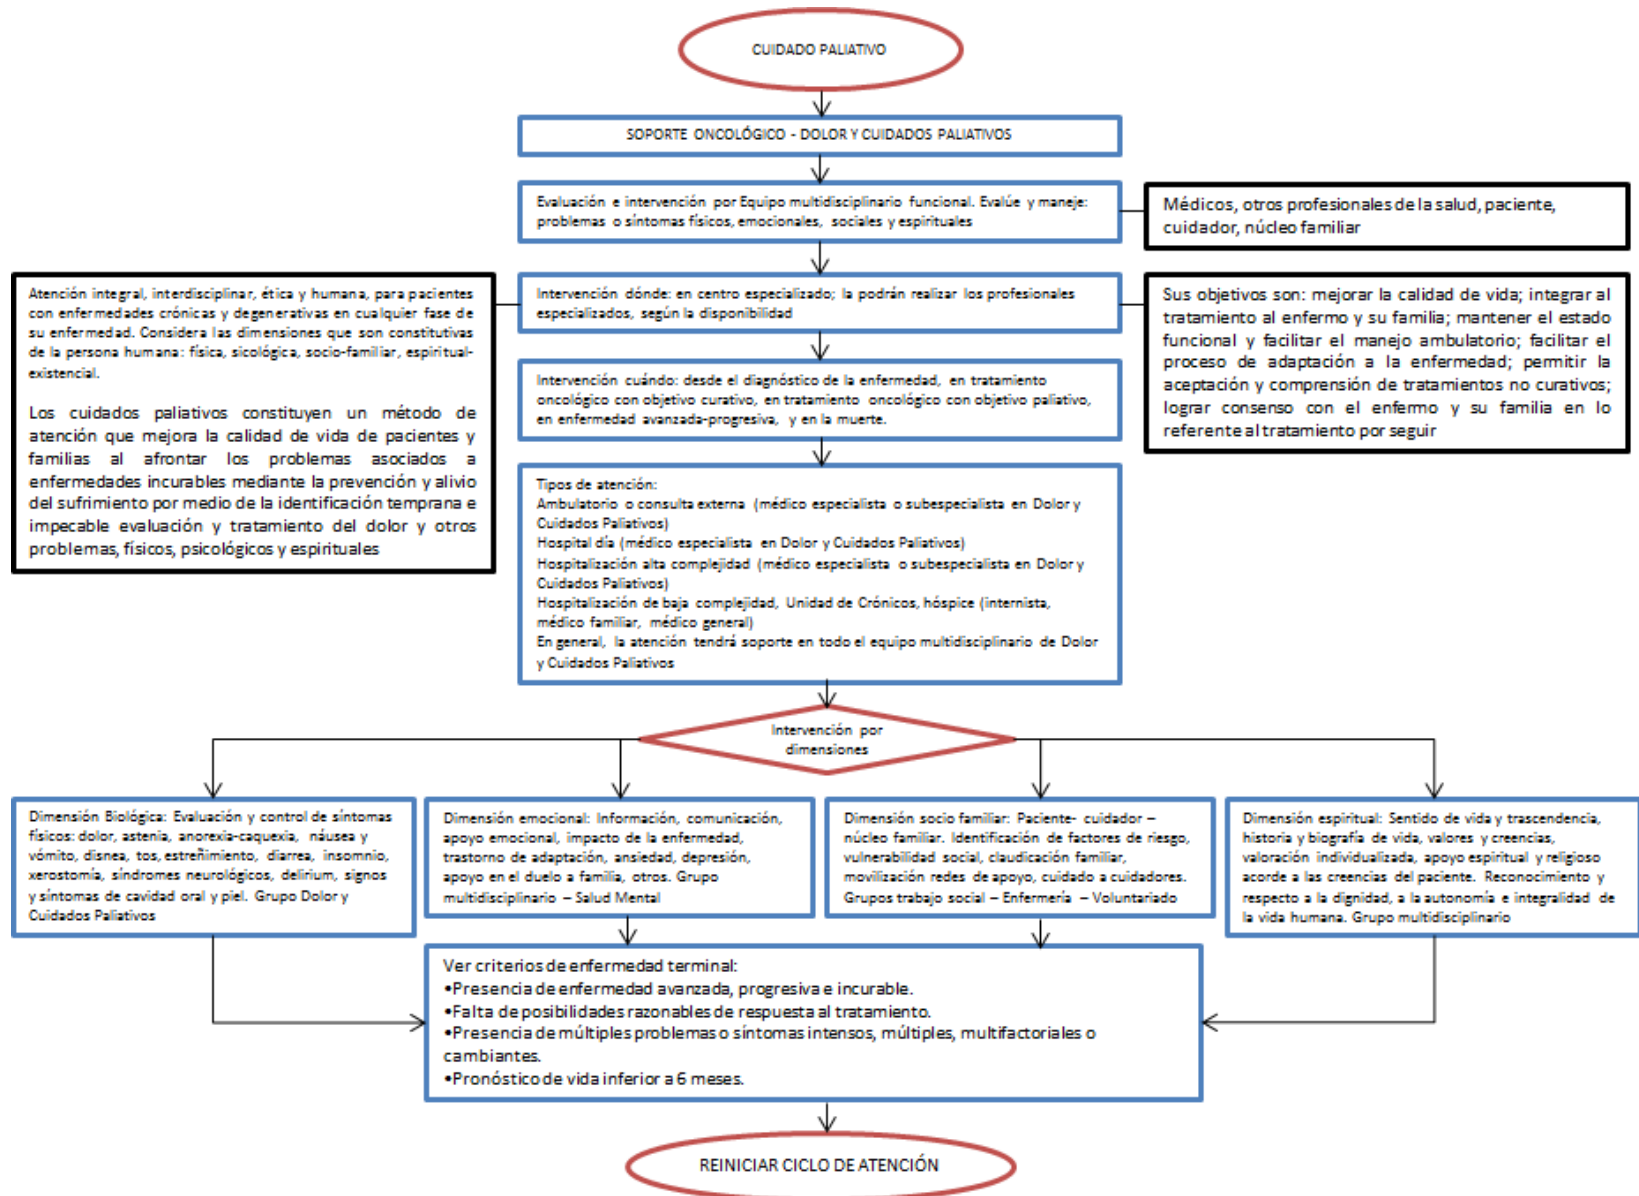 CUIDADO PALIATIVO
SOPORTE ONCOLÓGICO - DOLOR Y CUIDADOS PALIATIVOS
Evaluación e intervención por Equipo multidisciplinario funcional. Evalúe y maneje:
problemas o síntomas físicos, emocionales, sociales y espirituales
Médicos, otros profesionales de la salud, paciente,
cuidador, núcleo familiar
Atención integral, interdisciplinar, ética y humana, para pacientes
con enfermedades crónicas y degenerativas en cualquier fase de
su enfermedad. Considera las dimensiones que son constitutivas
de la persona humana: física, sicológica, socio-familiar, espiritual-
existencial.
Los cuidados paliativos constituyen un método de
atención que mejora la calidad de vida de pacientes y
familias al afrontar los problemas asociados a
enfermedades incurables mediante la prevención y alivio
del sufrimiento por medio de la identificación temprana e
impecable evaluación y tratamiento del dolor y otros
problemas, físicos, psicológicos y espirituales
Intervención dónde: en centro especializado; la podrán realizar los profesionales
especializados, según la disponibilidad
Sus objetivos son: mejorar la calidad de vida; integrar al
tratamiento al enfermo y su familia; mantener el estado
funcional y facilitar el manejo ambulatorio; facilitar el
proceso de adaptación a la enfermedad; permitir la
aceptación y comprensión de tratamientos no curativos;
lograr consenso con el enfermo y su familia en lo
referente al tratamiento por seguir
Intervención cuándo: desde el diagnóstico de la enfermedad, en tratamiento
oncológico con objetivo curativo, en tratamiento oncológico con objetivo paliativo,
en enfermedad avanzada-progresiva, y en la muerte.
Tipos de atención:
Ambulatorio o consulta externa (médico especialista o subespecialista en Dolor y
Cuidados Paliativos)
Hospital día (médico especialista en Dolor y Cuidados Paliativos)
Hospitalización alta complejidad (médico especialista o subespecialista en Dolor y
Cuidados Paliativos)
Hospitalización de baja complejidad, Unidad de Crónicos, hóspice (internista,
médico familiar, médico general)
En general, la atención tendrá soporte en todo el equipo multidisciplinario de Dolor
y Cuidados Paliativos
Intervención por
dimensiones
Dimensión Biológica: Evaluación y control de síntomas
físicos: dolor, astenia, anorexia-caquexia, náusea y
vómito, disnea, tos, estreñimiento, diarrea, insomnio,
xerostomía, síndromes neurológicos, delirium, signos
y síntomas de cavidad oral y piel. Grupo Dolor y
Cuidados Paliativos
Dimensión emocional: Información, comunicación,
apoyo emocional, impacto de la enfermedad,
trastorno de adaptación, ansiedad, depresión,
apoyo en el duelo a familia, otros. Grupo
multidisciplinario – Salud Mental
Dimensión socio familiar: Paciente- cuidador –
núcleo familiar. Identificación de factores de riesgo,
vulnerabilidad social, claudicación familiar,
movilización redes de apoyo, cuidado a cuidadores.
Grupos trabajo social – Enfermería – Voluntariado
Dimensión espiritual: Sentido de vida y trascendencia,
historia y biografía de vida, valores y creencias,
valoración individualizada, apoyo espiritual y religioso
acorde a las creencias del paciente. Reconocimiento y
respecto a la dignidad, a la autonomía e integralidad de
la vida humana. Grupo multidisciplinario
Ver criterios de enfermedad terminal:
•Presencia de enfermedad avanzada, progresiva e incurable.
•Falta de posibilidades razonables de respuesta al tratamiento.
•Presencia de múltiples problemas o síntomas intensos, múltiples, multifactoriales o
cambiantes.
•Pronóstico de vida inferior a 6 meses.
REINICIAR CICLO DE ATENCIÓN